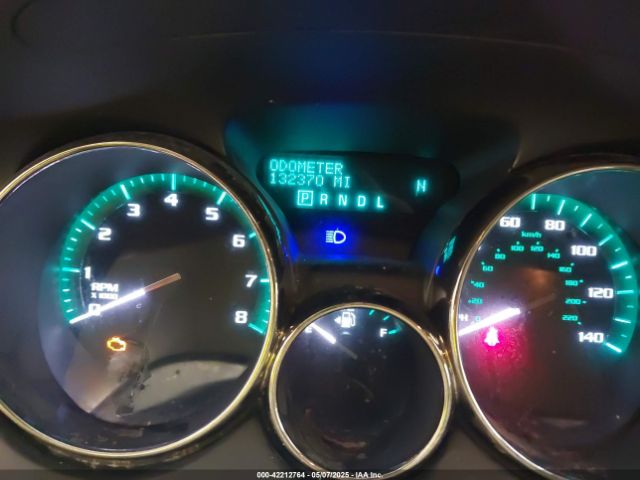 ODOMETER
132370 MI
N
P R N D L
0 1 2 3 4 5 6 7 8
RPM
X 1000
E F
60 80 100 120 140
km/h
20 40 60 80 100 120 140 160 180 200 220
000-42212764 - 05/07/2025 - IAA Inc.